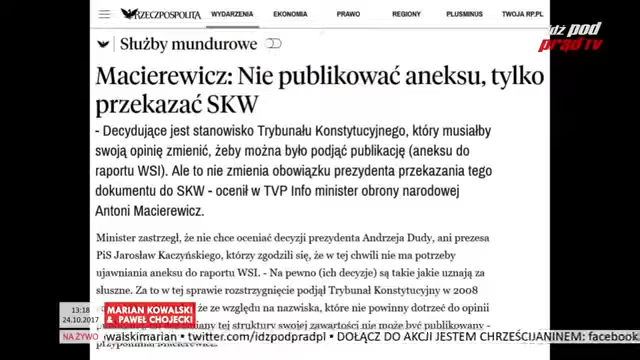 RZECZPOSPOLITA WYDARZENIA EKONOMIA PRAWO REGIONY PLUSMINUS TWOJA RP.PL
idź pod
prąd TV
Służby mundurowe
Macierewicz: Nie publikować aneksu, tylko
przekazać SKW
- Decydujące jest stanowisko Trybunału Konstytucyjnego, który musiałby
swoją opinię zmienić, żeby można było podjąć publikację (aneksu do
raportu WSI). Ale to nie zmienia obowiązku prezydenta przekazania tego
dokumentu do SKW - ocenił w TVP Info minister obrony narodowej
Antoni Macierewicz.
Minister zastrzegł, że nie chce oceniać decyzji prezydenta Andrzeja Dudy, ani prezesa
PiS Jarosław Kaczyńskiego, którzy zgodzili się, że w tej chwili nie ma potrzeby
ujawniania aneksu do raportu WSI. - Na pewno (ich decyzje) są takie jakie uznają za
słuszne. Za to w tej sprawie rozstrzygnięcie podjął Trybunał Konstytucyjny w 2008
że ze względu na nazwiska, które nie powinny dotrzeć do opinii
zmiany tej struktury swojej zawartości nie może być publikowany -
Macierewicz.
13:18
24.10.2017
MARIAN KOWALSKI
& PAWEŁ CHOJECKI
NA ŻYWO walskimarian • twitter.com/idzpodpradpl • DOŁĄCZ DO AKCJI JESTEM CHRZEŚCIJANINEM: facebook